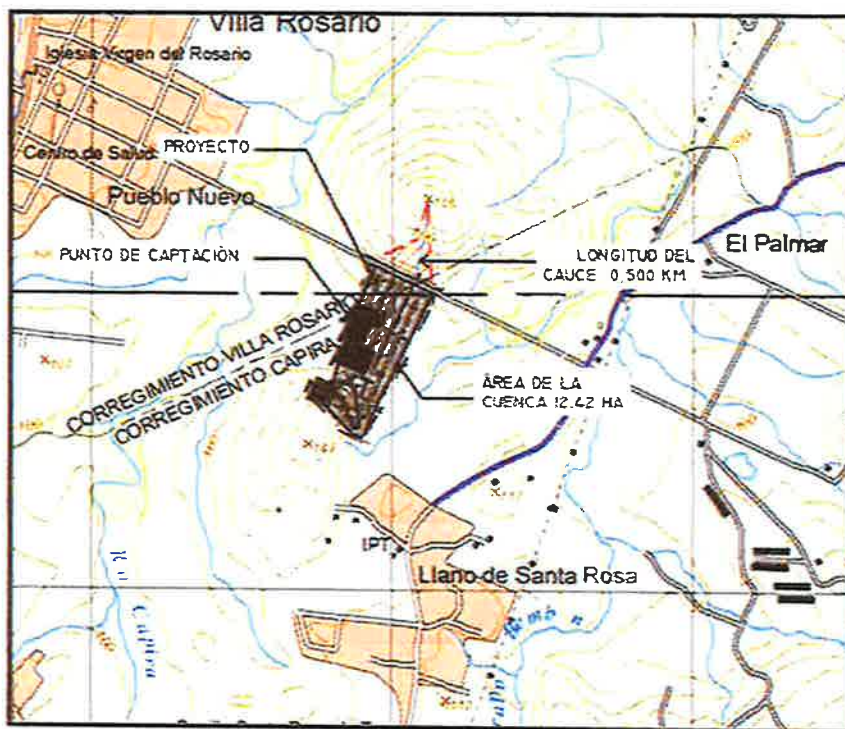 Villa Rosario
Iglesia Virgen del Rosario
Centro de Salud
PROYECTO
Pueblo Nuevo
PUNTO DE CAPTACIÓN
LONGITUD DEL
CAUCE 0,500 KM
El Palmar
CORREGIMIENTO VILLA ROSARIO
CORREGIMIENTO CAPIRA
ÁREA DE LA
CUENCA 12.42 HA
IPT
Llano de Santa Rosa
Río Capira